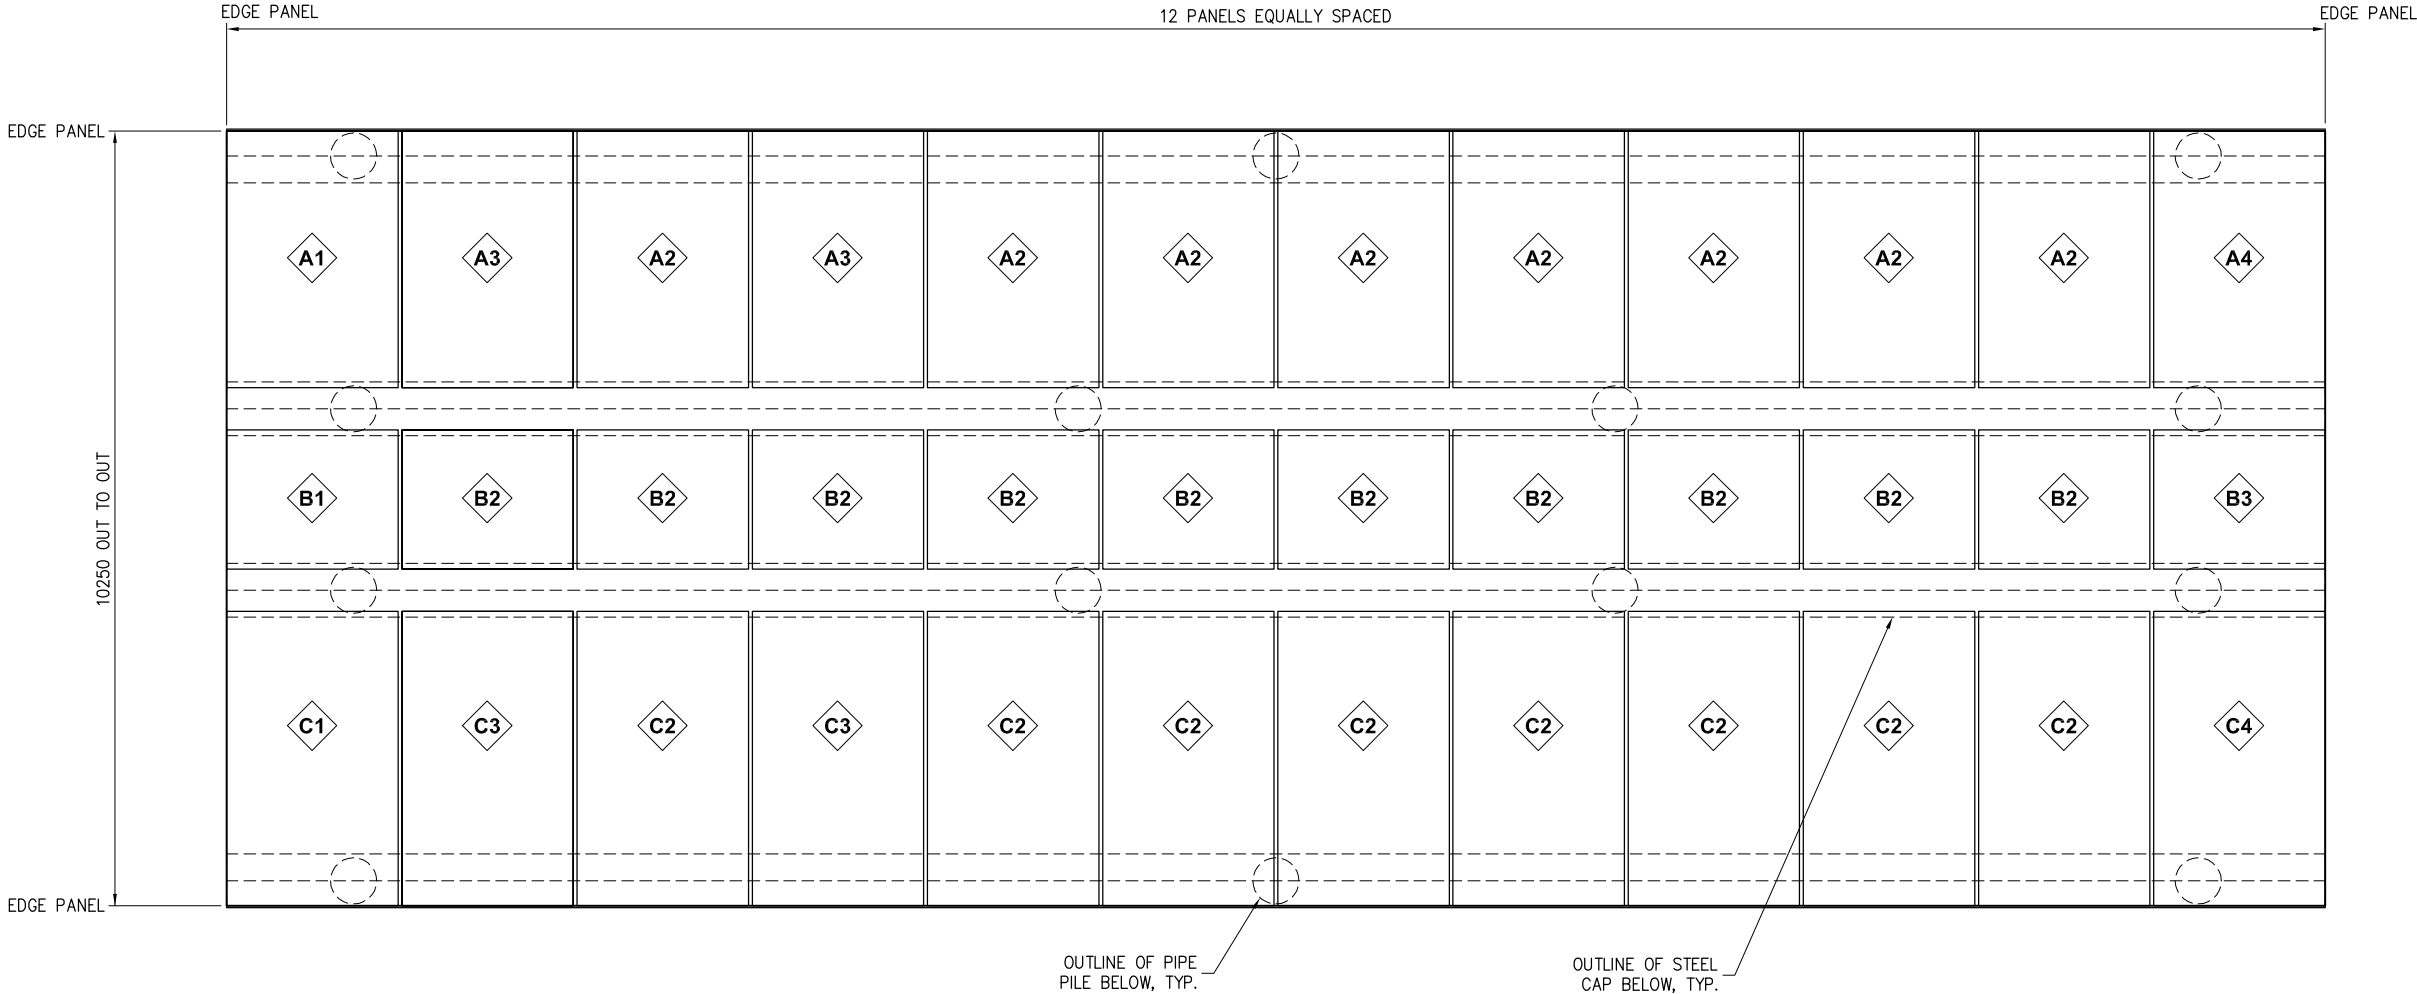 EDGE PANEL
12 PANELS EQUALLY SPACED
EDGE PANEL
EDGE PANEL
A1 A3 A2 A3 A2 A2 A2 A2 A2 A2 A2 A4
10250 OUT TO OUT
B1 B2 B2 B2 B2 B2 B2 B2 B2 B2 B2 B3
C1 C3 C2 C3 C2 C2 C2 C2 C2 C2 C2 C4
EDGE PANEL
OUTLINE OF PIPE
PILE BELOW, TYP.
OUTLINE OF STEEL
CAP BELOW, TYP.